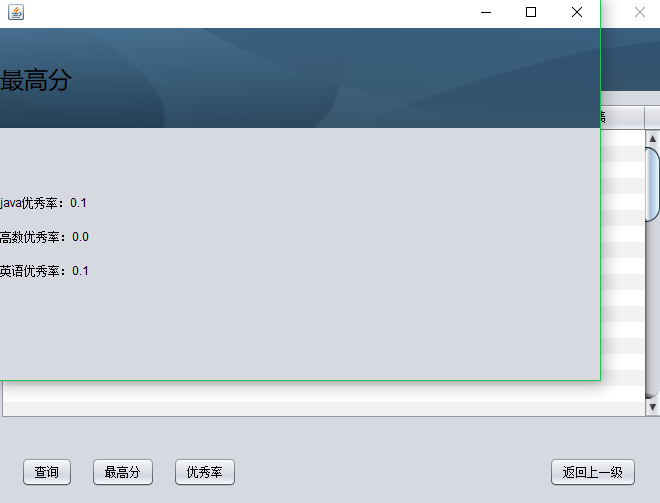 最高分
java优秀率：0.1
高数优秀率：0.0
英语优秀率：0.1
查询
最高分
优秀率
返回上一级